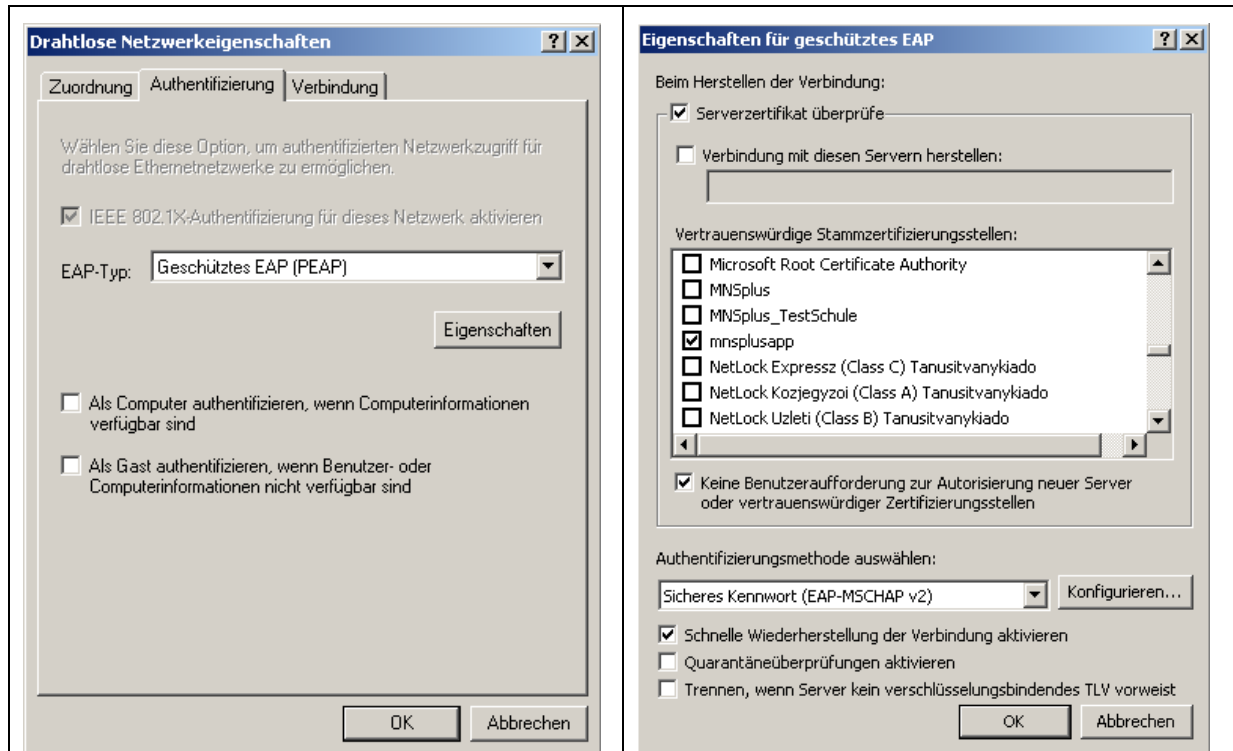 Drahtlose Netzwerkeigenschaften
Zuordnung Authentifizierung Verbindung
Wählen Sie diese Option, um authentifizierten Netzwerkzugriff für
drahtlose Ethernetnetzwerke zu ermöglichen.
IEEE 802.1X-Authentifizierung für dieses Netzwerk aktivieren
EAP-Typ: Geschütztes EAP (PEAP)
Eigenschaften
Als Computer authentifizieren, wenn Computerinformationen
verfügbar sind
Als Gast authentifizieren, wenn Benutzer- oder
Computerinformationen nicht verfügbar sind
OK Abbrechen
Eigenschaften für geschütztes EAP
Beim Herstellen der Verbindung:
Serverzertifikat überprüfe
Verbindung mit diesen Servern herstellen:
Vertrauenswürdige Stammzertifizierungsstellen:
Microsoft Root Certificate Authority
MNSplus
MNSplus_TestSchule
mnsplusapp
NetLock Expressz (Class C) Tanusitvanykiado
NetLock Kozjegyzoi (Class A) Tanusitvanykiado
NetLock Uzleti (Class B) Tanusitvanykiado
Keine Benutzeraufforderung zur Autorisierung neuer Server
oder vertrauenswürdiger Zertifizierungsstellen
Authentifizierungsmethode auswählen:
Sicheres Kennwort (EAP-MSCHAP v2) Konfigurieren...
Schnelle Wiederherstellung der Verbindung aktivieren
Quarantäneüberprüfungen aktivieren
Trennen, wenn Server kein verschlüsselungsbindendes TLV vorweist
OK Abbrechen